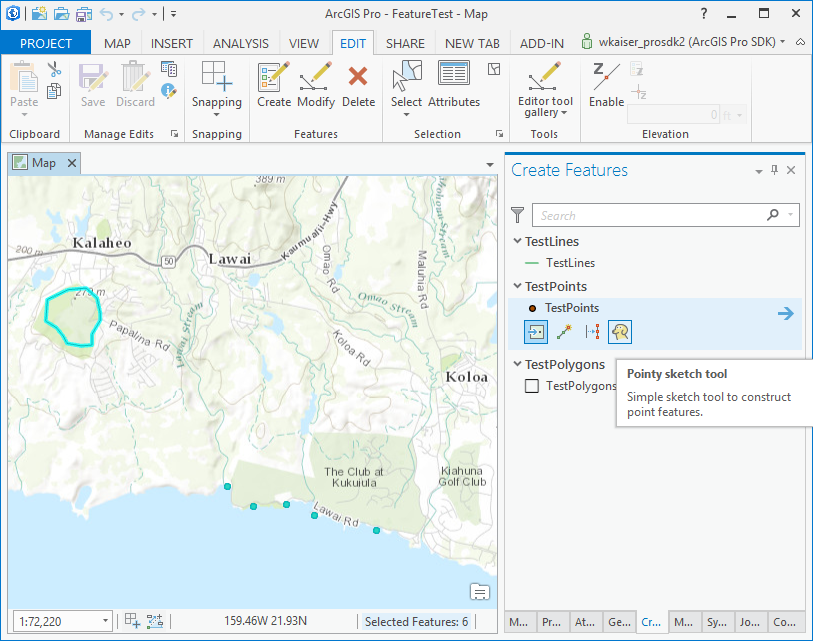 ArcGIS Pro - FeatureTest - Map
?
PROJECT MAP INSERT ANALYSIS VIEW EDIT SHARE NEW TAB ADD-IN wkaiser_prosdk2 (ArcGIS Pro SDK)
Paste Save Discard Snapping Create Modify Delete Select Attributes Editor tool gallery Enable
0 ft
Clipboard Manage Edits Snapping Features Selection Tools Elevation
Map
Create Features
Search
TestLines
TestLines
TestPoints
TestPoints
TestPolygons
TestPolygons
Pointy sketch tool
Simple sketch tool to construct
point features.
389 m
Kaumualii-Hwy
200 m
Kalaheo
50
Lawai
279 m
Papalina Rd
Omao Rd
Maluhia Rd
Omao Stream
Koloa Rd
Koloa
The Club at
Kukuiula
Kiahuna
Golf Club
Lawai Rd
1:72,220
159.46W 21.93N
Selected Features: 6
M... Pr... At... Ge... Cr... M... Sy... Jo... Co...